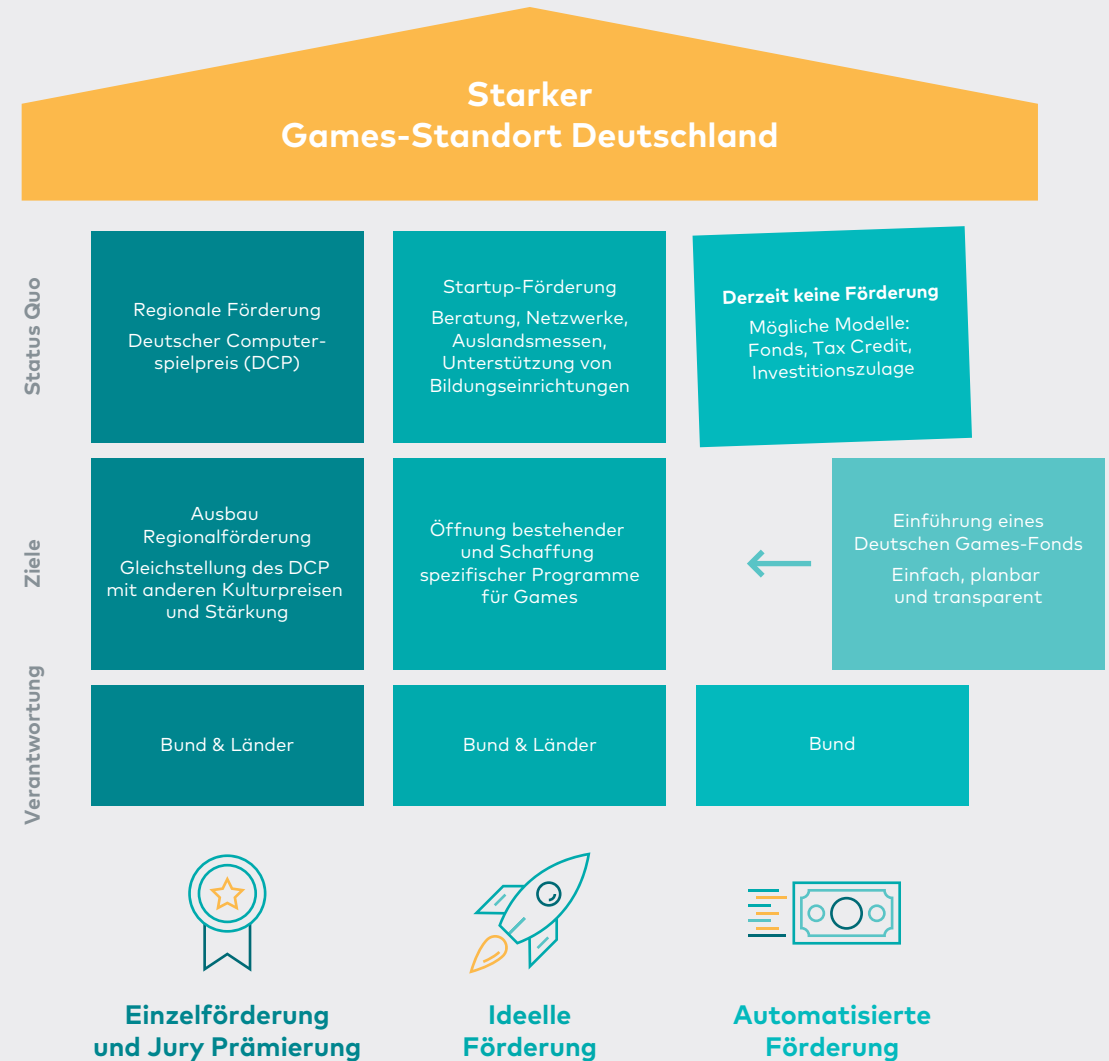 Starker
Games-Standort Deutschland
Status Quo
Regionale Förderung
Deutscher Computer-
spielpreis (DCP)
Startup-Förderung
Beratung, Netzwerke,
Auslandsmessen,
Unterstützung von
Bildungseinrichtungen
Derzeit keine Förderung
Mögliche Modelle:
Fonds, Tax Credit,
Investitionszulage
Ziele
Ausbau
Regionalförderung
Gleichstellung des DCP
mit anderen Kulturpreisen
und Stärkung
Öffnung bestehender
und Schaffung
spezifischer Programme
für Games
Einführung eines
Deutschen Games-Fonds
Einfach, planbar
und transparent
Verantwortung
Bund & Länder
Bund & Länder
Bund
Einzelförderung
und Jury Prämierung
Ideelle
Förderung
Automatisierte
Förderung